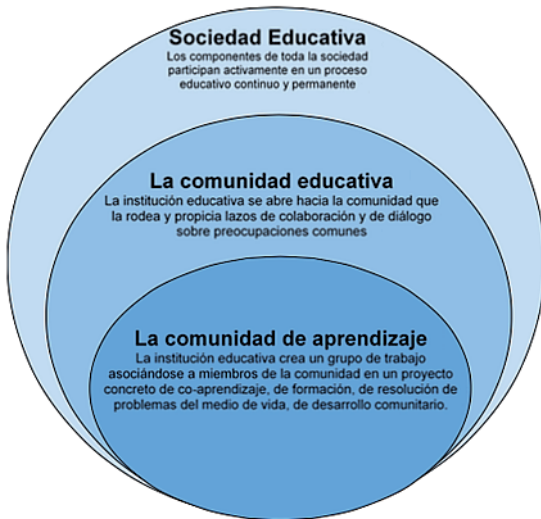 Sociedad Educativa
Los componentes de toda la sociedad
participan activamente en un proceso
educativo continuo y permanente
La comunidad educativa
La institución educativa se abre hacia la comunidad que
la rodea y propicia lazos de colaboración y de diálogo
sobre preocupaciones comunes
La comunidad de aprendizaje
La institución educativa crea un grupo de trabajo
asociándose a miembros de la comunidad en un proyecto
concreto de co-aprendizaje, de formación, de resolución de
problemas del medio de vida, de desarrollo comunitario.